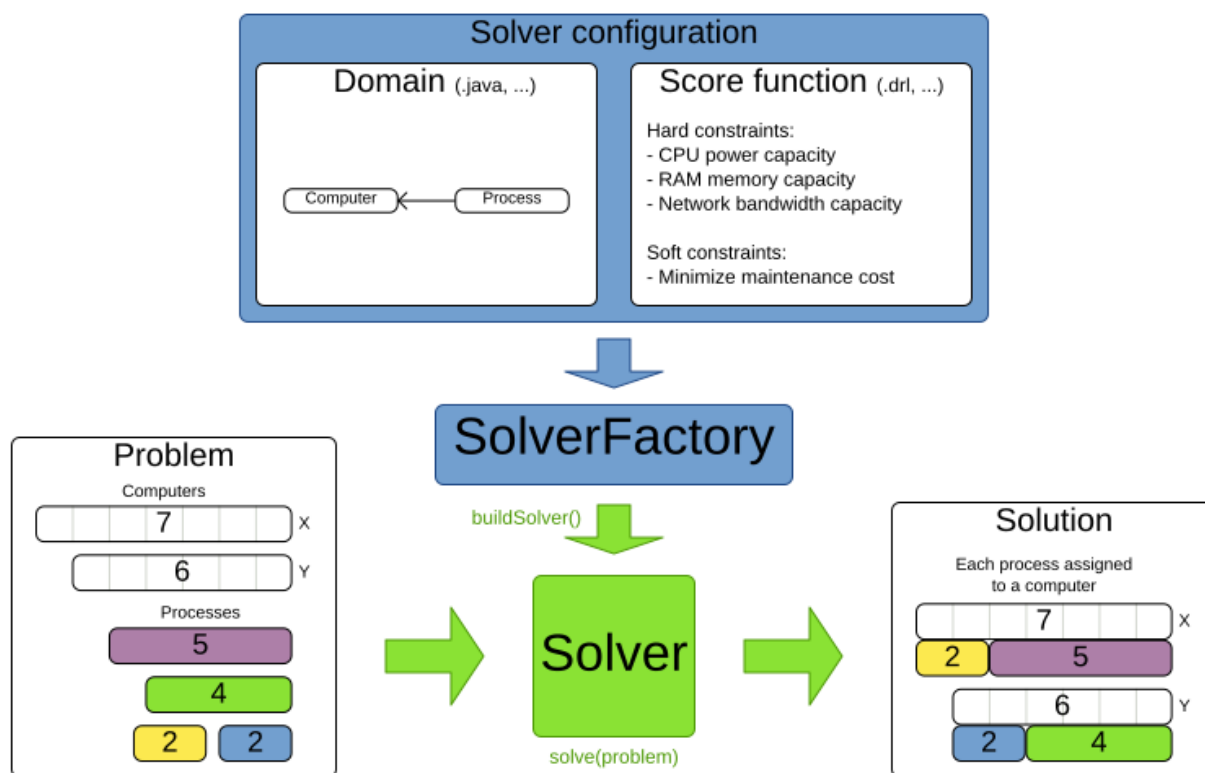 Solver configuration
Domain (.java, ...)
Computer
Process
Score function (.drl, ...)
Hard constraints:
- CPU power capacity
- RAM memory capacity
- Network bandwidth capacity
Soft constraints:
- Minimize maintenance cost
SolverFactory
buildSolver()
Problem
Computers
7 X
6 Y
Processes
5
4
2 2
Solver
solve(problem)
Solution
Each process assigned
to a computer
7 X
2 5
6 Y
2 4